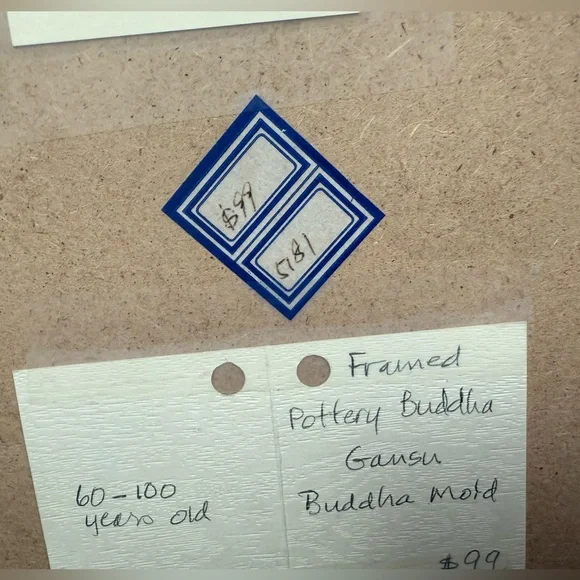 $99
5181
60-100
years old
Framed
Pottery Buddha
Gansu
Buddha Mold
$99